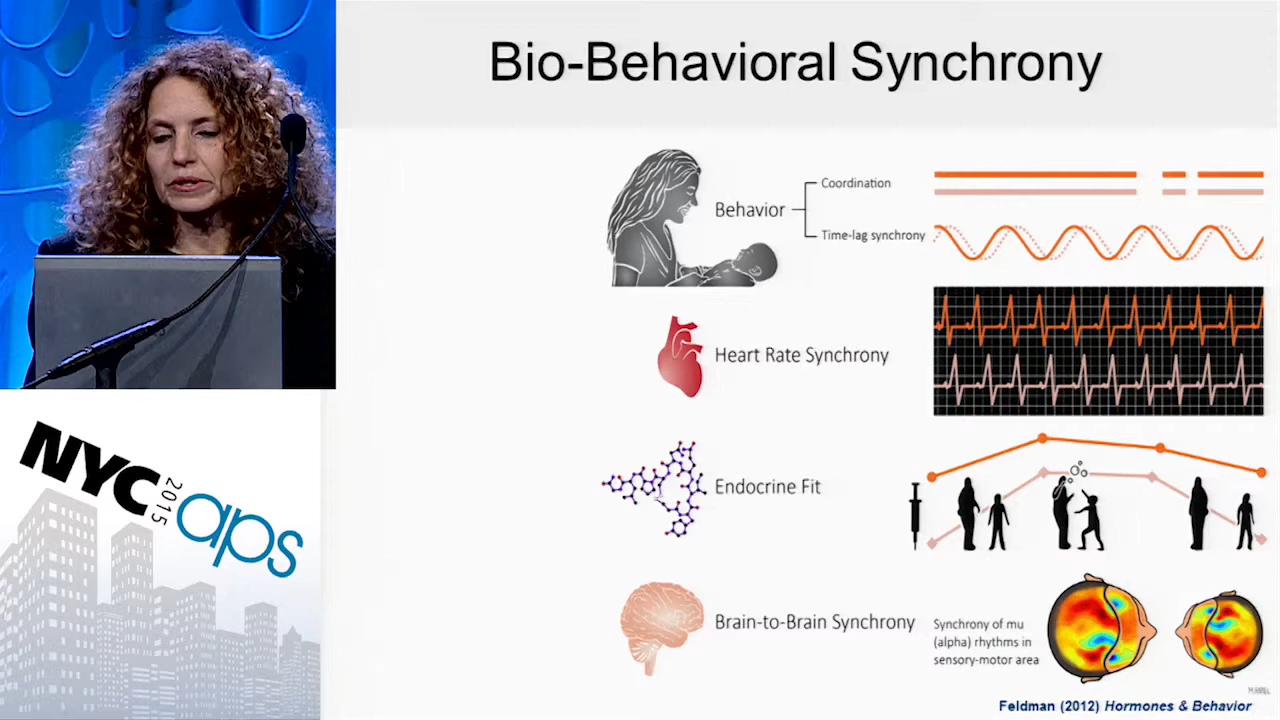 Bio-Behavioral Synchrony
Behavior
Coordination
Time-lag synchrony
Heart Rate Synchrony
Endocrine Fit
Brain-to-Brain Synchrony
Synchrony of mu
(alpha) rhythms in
sensory-motor area
Feldman (2012) Hormones & Behavior
NYC
2015
aps